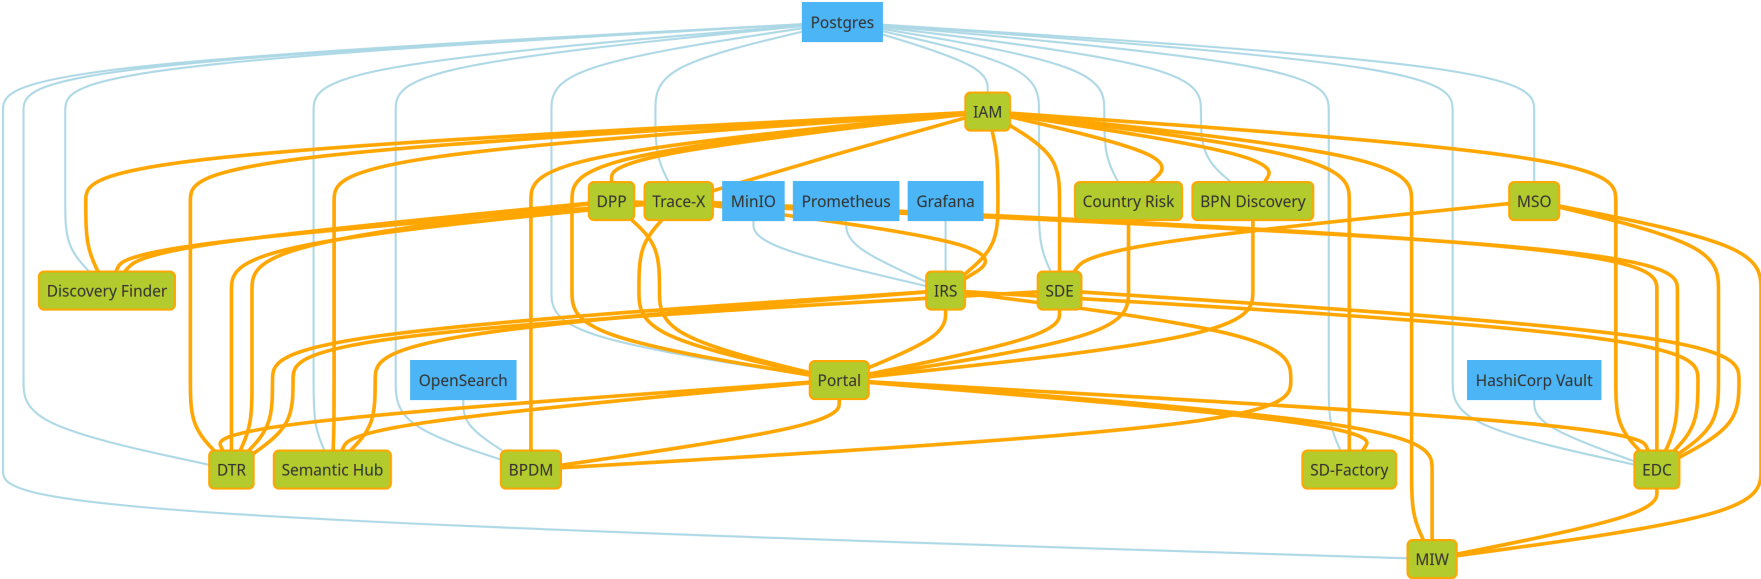 Postgres
IAM
DPP
Trace-X
MinIO
Prometheus
Grafana
Country Risk
BPN Discovery
MSO
Discovery Finder
IRS
SDE
OpenSearch
Portal
HashiCorp Vault
DTR
Semantic Hub
BPDM
SD-Factory
EDC
MIW